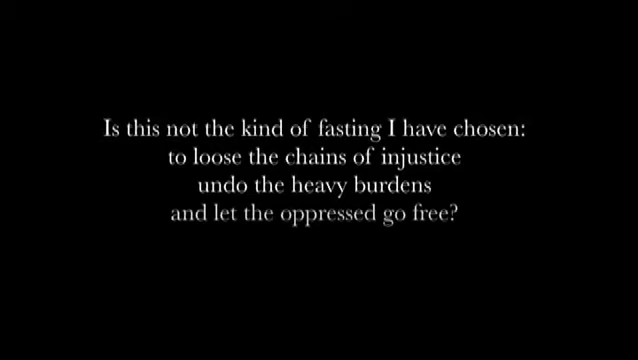 Is this not the kind of fasting I have chosen:
to loose the chains of injustice
undo the heavy burdens
and let the oppressed go free?